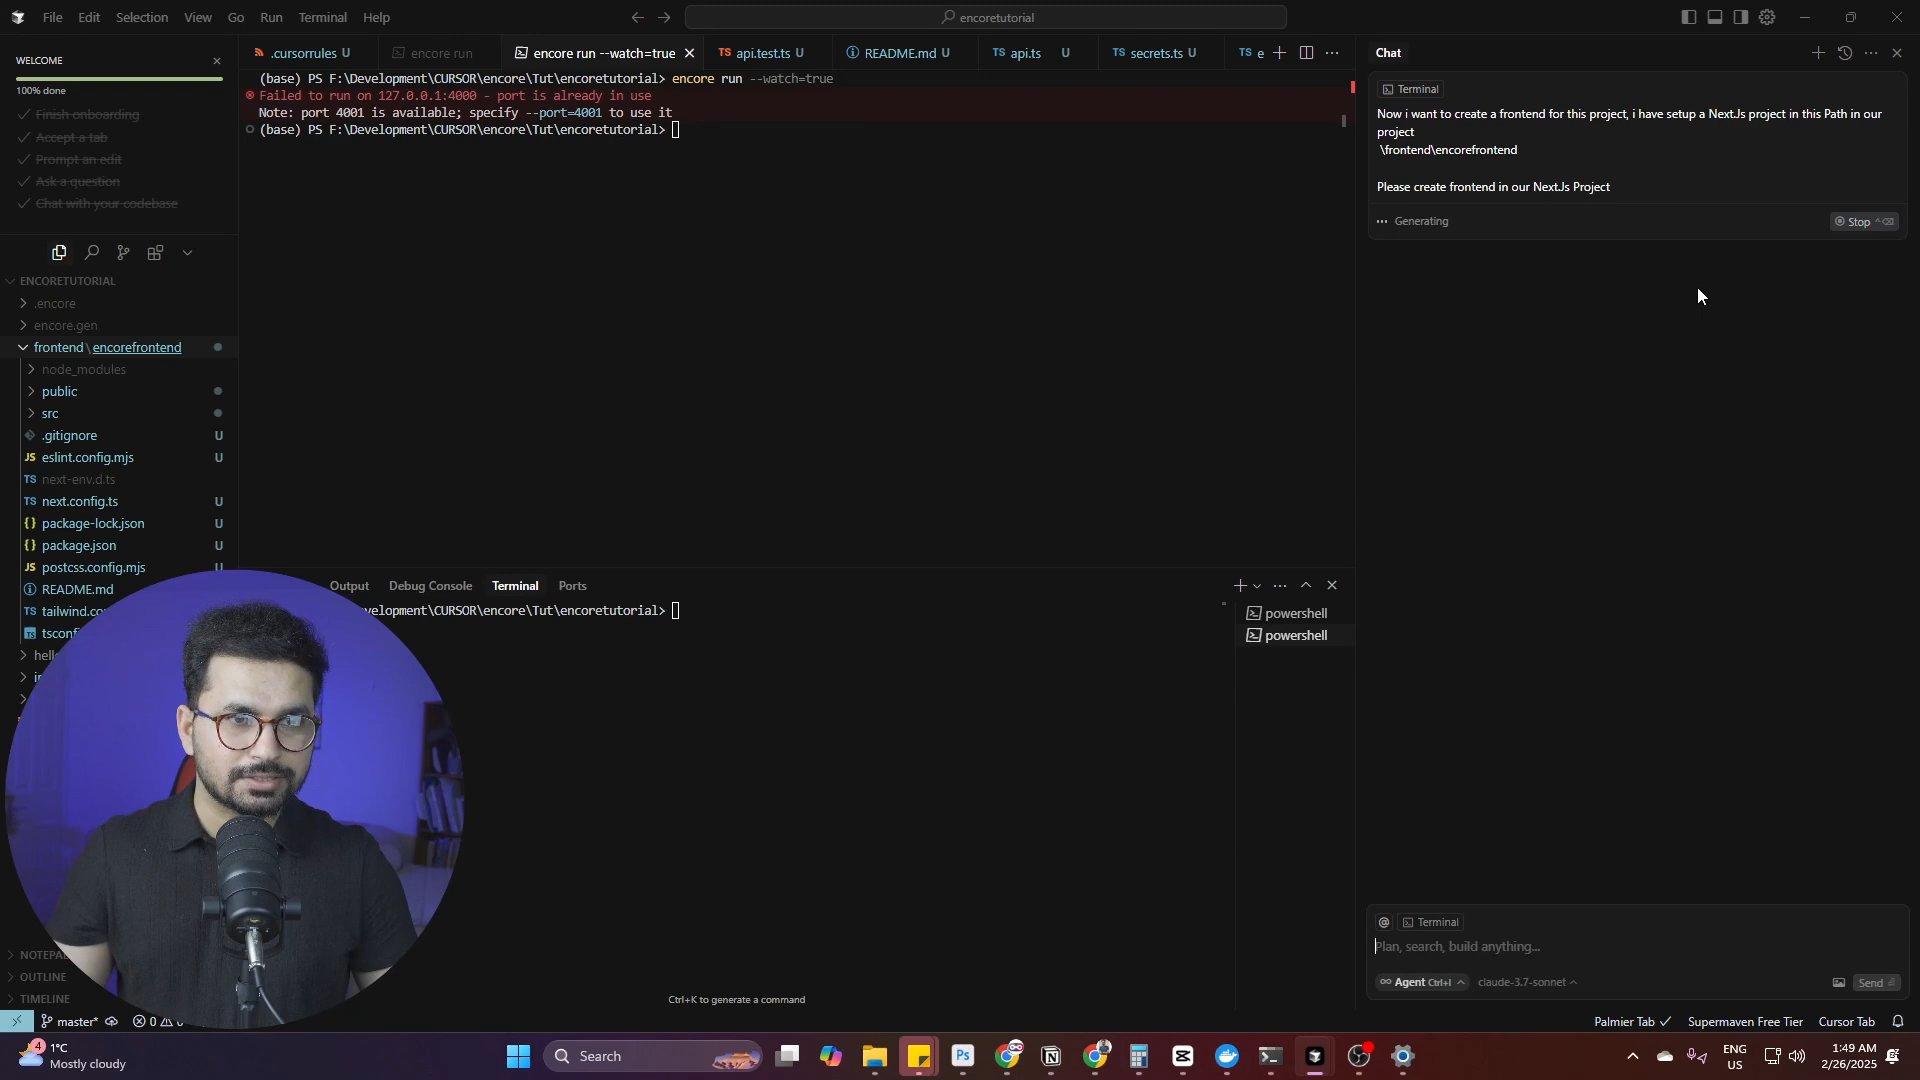 File Edit Selection View Go Run Terminal Help
encoretutorial
WELCOME
100% done
Finish onboarding
Accept a tab
Prompt an edit
Ask a question
Chat with your codebase
ENCORETUTORIAL
.encore
encore.gen
frontend \ encorefrontend
node_modules
public
src
.gitignore U
eslint.config.mjs U
next-env.d.ts
next.config.ts U
package-lock.json U
package.json U
postcss.config.mjs U
README.md
OUTLINE
TIMELINE
.cursorrules U
encore run
encore run --watch=true
api.test.ts U
README.md U
api.ts U
secrets.ts U
e
(base) PS F:\Development\CURSOR\encore\Tut\encoretutorial> encore run --watch=true
Failed to run on 127.0.0.1:4000 - port is already in use
Note: port 4001 is available; specify --port=4001 to use it
(base) PS F:\Development\CURSOR\encore\Tut\encoretutorial>
Output Debug Console Terminal Ports
velopment\CURSOR\encore\Tut\encoretutorial>
powershell
powershell
Ctrl+K to generate a command
Chat
Terminal
Now i want to create a frontend for this project, i have setup a NextJs project in this Path in our
project
\frontend\encorefrontend
Please create frontend in our NextJs Project
Generating
Stop
@ Terminal
Plan, search, build anything...
Agent Ctrl+I claude-3.7-sonnet
Send
master* 0
Palmier Tab Supermaven Free Tier Cursor Tab
4
1°C
Mostly cloudy
Search
Ps
ENG
US
1:49 AM
2/26/2025